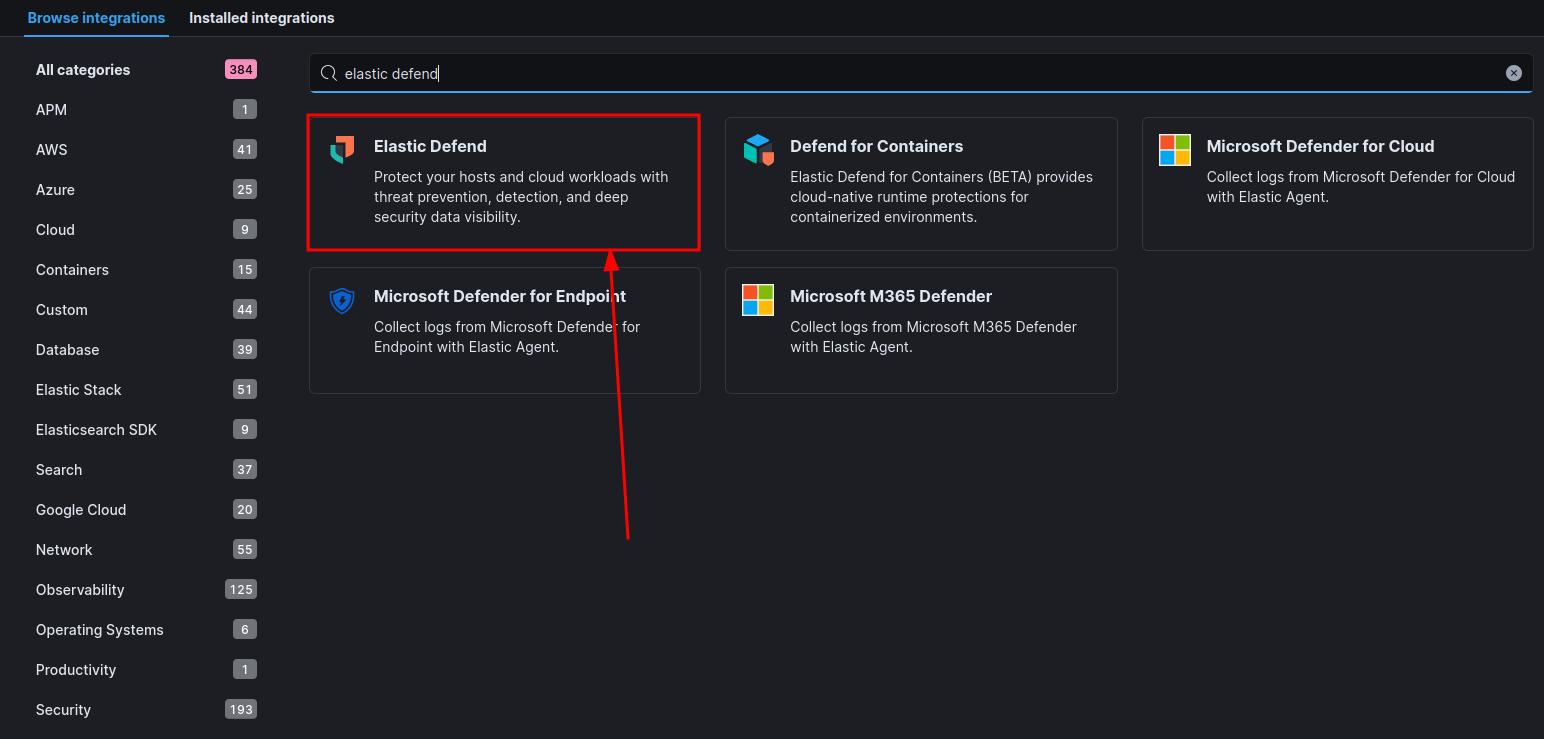 Browse integrations
Installed integrations
All categories 384
APM 1
AWS 41
Azure 25
Cloud 9
Containers 15
Custom 44
Database 39
Elastic Stack 51
Elasticsearch SDK 9
Search 37
Google Cloud 20
Network 55
Observability 125
Operating Systems 6
Productivity 1
Security 193
elastic defend
Elastic Defend
Protect your hosts and cloud workloads with
threat prevention, detection, and deep
security data visibility.
Defend for Containers
Elastic Defend for Containers (BETA) provides
cloud-native runtime protections for
containerized environments.
Microsoft Defender for Cloud
Collect logs from Microsoft Defender for Cloud
with Elastic Agent.
Microsoft Defender for Endpoint
Collect logs from Microsoft Defender for
Endpoint with Elastic Agent.
Microsoft M365 Defender
Collect logs from Microsoft M365 Defender
with Elastic Agent.